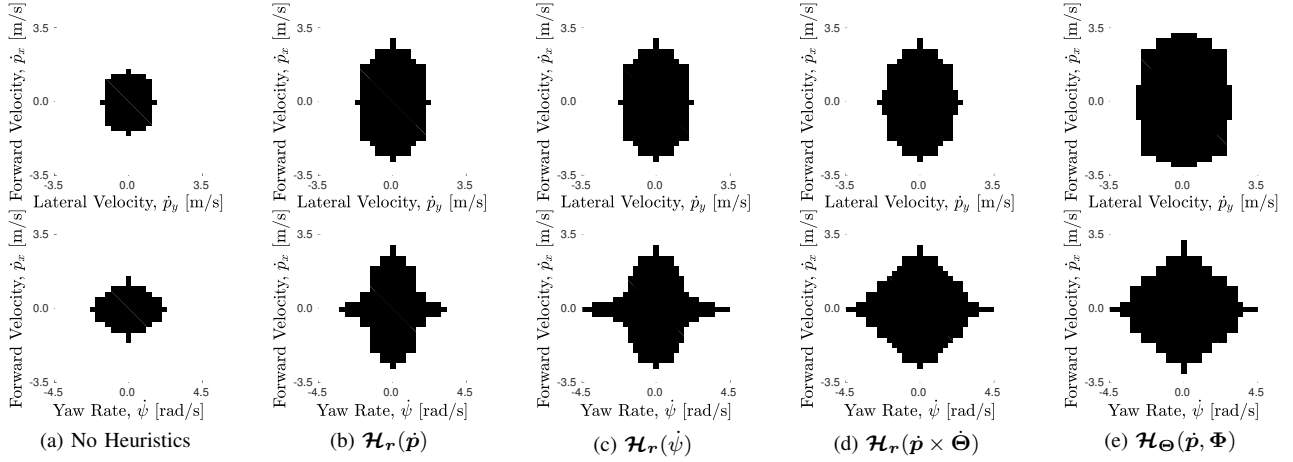 Forward Velocity, ṗₓ [m/s]
3.5
0.0
-3.5
-3.5 0.0 3.5
Lateral Velocity, ṗ_y [m/s]
Forward Velocity, ṗₓ [m/s]
3.5
0.0
-3.5
-3.5 0.0 3.5
Lateral Velocity, ṗ_y [m/s]
Forward Velocity, ṗₓ [m/s]
3.5
0.0
-3.5
-3.5 0.0 3.5
Lateral Velocity, ṗ_y [m/s]
Forward Velocity, ṗₓ [m/s]
3.5
0.0
-3.5
-3.5 0.0 3.5
Lateral Velocity, ṗ_y [m/s]
Forward Velocity, ṗₓ [m/s]
3.5
0.0
-3.5
-3.5 0.0 3.5
Lateral Velocity, ṗ_y [m/s]
Forward Velocity, ṗₓ [m/s]
3.5
0.0
-3.5
-4.5 0.0 4.5
Yaw Rate, ψ̇ [rad/s]
Forward Velocity, ṗₓ [m/s]
3.5
0.0
-3.5
-4.5 0.0 4.5
Yaw Rate, ψ̇ [rad/s]
Forward Velocity, ṗₓ [m/s]
3.5
0.0
-3.5
-4.5 0.0 4.5
Yaw Rate, ψ̇ [rad/s]
Forward Velocity, ṗₓ [m/s]
3.5
0.0
-3.5
-4.5 0.0 4.5
Yaw Rate, ψ̇ [rad/s]
Forward Velocity, ṗₓ [m/s]
3.5
0.0
-3.5
-4.5 0.0 4.5
Yaw Rate, ψ̇ [rad/s]
(a) No Heuristics
(b) 𝓗_r(ṗ)
(c) 𝓗_r(ψ̇)
(d) 𝓗_r(ṗ × Θ̇)
(e) 𝓗_Θ(ṗ, Φ)